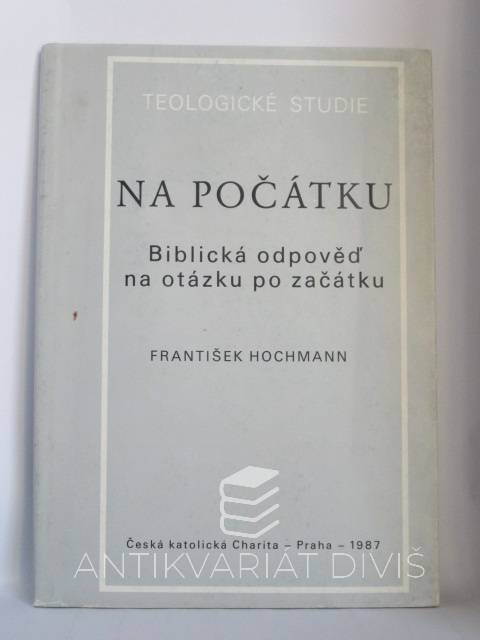 TEOLOGICKÉ STUDIE
NA POČÁTKU
Biblická odpověď
na otázku po začátku
FRANTIŠEK HOCHMANN
Česká katolická Charita – Praha – 1987
ANTIKVARIÁT DIVIŠ